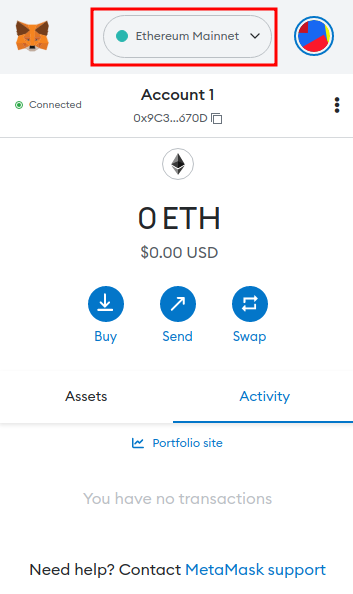 Ethereum Mainnet
Connected
Account 1
0x9C3...670D
0 ETH
$0.00 USD
Buy Send Swap
Assets Activity
Portfolio site
You have no transactions
Need help? Contact MetaMask support